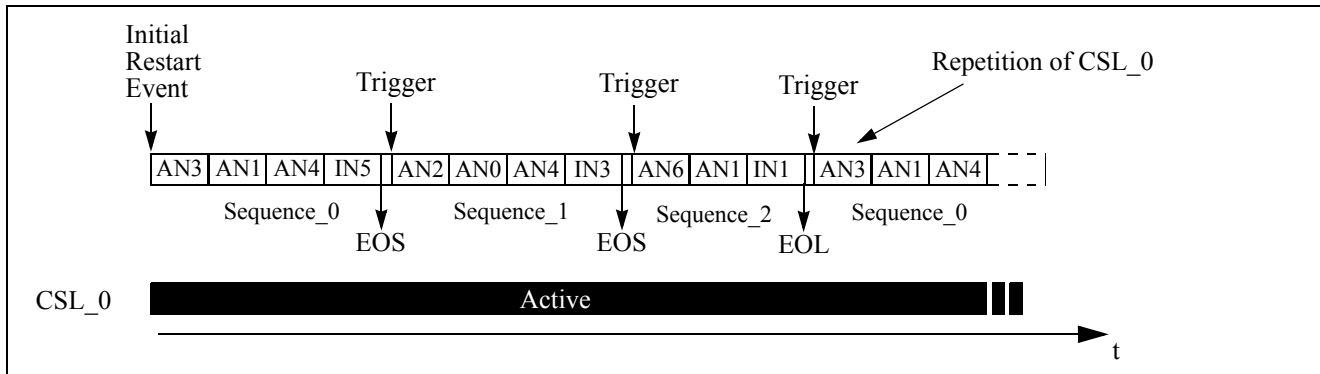 Initial
Restart
Event
Trigger
Trigger
Trigger
Repetition of CSL_0
AN3 AN1 AN4 IN5 AN2 AN0 AN4 IN3 AN6 AN1 IN1 AN3 AN1 AN4
Sequence_0 Sequence_1 Sequence_2 Sequence_0
EOS EOS EOL
CSL_0 Active
t